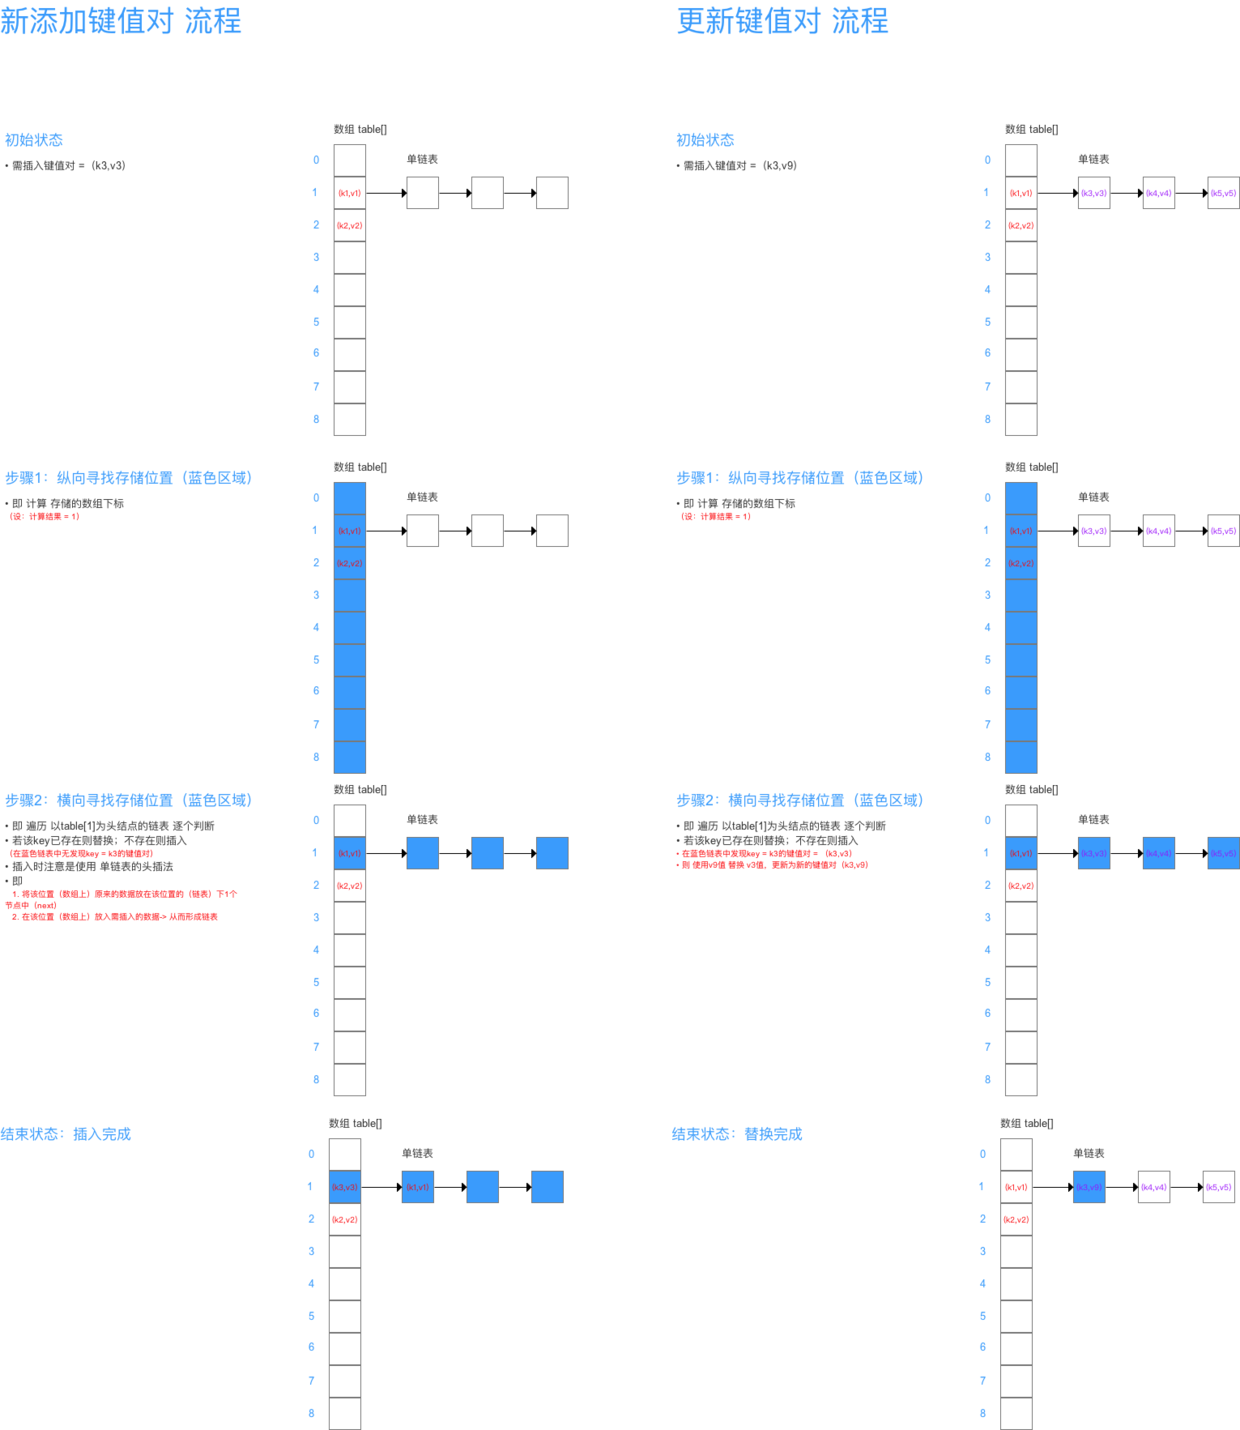 新添加键值对 流程
初始状态
• 需插入键值对 =（k3,v3）
数组 table[]
单链表
0
1
(k1,v1)
2
(k2,v2)
3
4
5
6
7
8
步骤1：纵向寻找存储位置（蓝色区域）
• 即 计算 存储的数组下标
（设：计算结果 = 1）
数组 table[]
单链表
0
1
(k1,v1)
2
(k2,v2)
3
4
5
6
7
8
步骤2：横向寻找存储位置（蓝色区域）
• 即 遍历 以table[1]为头结点的链表 逐个判断
• 若该key已存在则替换；不存在则插入
（在蓝色链表中无发现key = k3的键值对）
• 插入时注意是使用 单链表的头插法
• 即
1. 将该位置（数组上）原来的数据放在该位置的（链表）下1个
节点中（next）
2. 在该位置（数组上）放入需插入的数据-> 从而形成链表
数组 table[]
单链表
0
1
(k1,v1)
2
(k2,v2)
3
4
5
6
7
8
结束状态：插入完成
数组 table[]
单链表
0
1
(k3,v3)
(k1,v1)
2
(k2,v2)
3
4
5
6
7
8
更新键值对 流程
初始状态
• 需插入键值对 =（k3,v9）
数组 table[]
单链表
0
1
(k1,v1)
(k3,v3)
(k4,v4)
(k5,v5)
2
(k2,v2)
3
4
5
6
7
8
步骤1：纵向寻找存储位置（蓝色区域）
• 即 计算 存储的数组下标
（设：计算结果 = 1）
数组 table[]
单链表
0
1
(k1,v1)
(k3,v3)
(k4,v4)
(k5,v5)
2
(k2,v2)
3
4
5
6
7
8
步骤2：横向寻找存储位置（蓝色区域）
• 即 遍历 以table[1]为头结点的链表 逐个判断
• 若该key已存在则替换；不存在则插入
• 在蓝色链表中发现key = k3的键值对 = （k3,v3）
• 则 使用v9值 替换 v3值，更新为新的键值对（k3,v9）
数组 table[]
单链表
0
1
(k1,v1)
(k3,v3)
(k4,v4)
(k5,v5)
2
(k2,v2)
3
4
5
6
7
8
结束状态：替换完成
数组 table[]
单链表
0
1
(k1,v1)
(k3,v9)
(k4,v4)
(k5,v5)
2
(k2,v2)
3
4
5
6
7
8